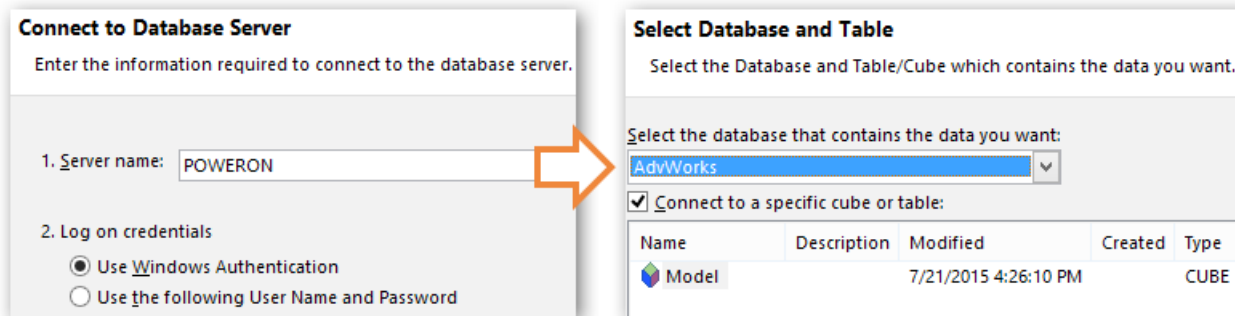 Connect to Database Server
Enter the information required to connect to the database server.
1. Server name:
POWERON
2. Log on credentials
Use Windows Authentication
Use the following User Name and Password
Select Database and Table
Select the Database and Table/Cube which contains the data you want.
Select the database that contains the data you want:
AdvWorks
Connect to a specific cube or table:
Name Description Modified Created Type
Model 7/21/2015 4:26:10 PM CUBE